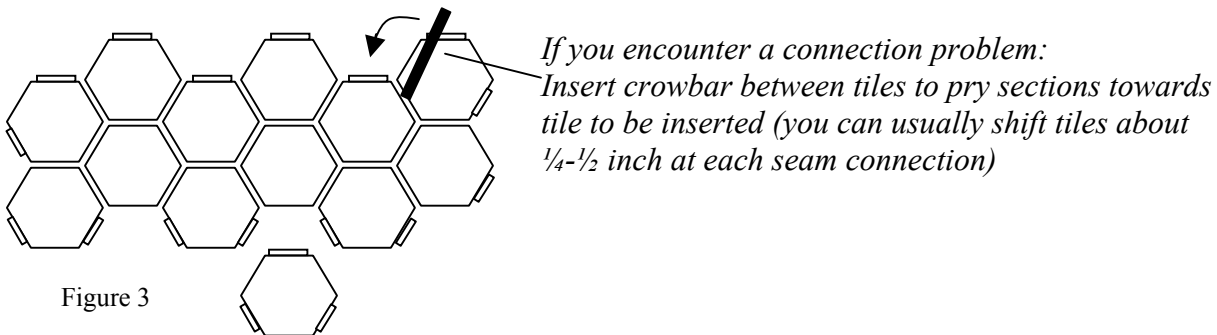 If you encounter a connection problem:
Insert crowbar between tiles to pry sections towards
tile to be inserted (you can usually shift tiles about
¼-½ inch at each seam connection)
Figure 3